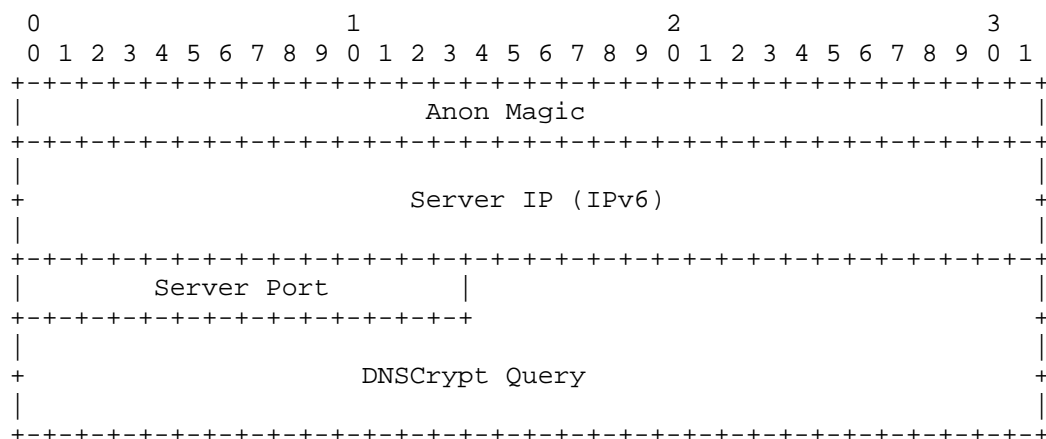 0                   1                   2                   3
 0 1 2 3 4 5 6 7 8 9 0 1 2 3 4 5 6 7 8 9 0 1 2 3 4 5 6 7 8 9 0 1
+-+-+-+-+-+-+-+-+-+-+-+-+-+-+-+-+-+-+-+-+-+-+-+-+-+-+-+-+-+-+-+-+
|                         Anon Magic                            |
+-+-+-+-+-+-+-+-+-+-+-+-+-+-+-+-+-+-+-+-+-+-+-+-+-+-+-+-+-+-+-+-+
|                                                               |
+                        Server IP (IPv6)                       +
|                                                               |
+-+-+-+-+-+-+-+-+-+-+-+-+-+-+-+-+-+-+-+-+-+-+-+-+-+-+-+-+-+-+-+-+
|        Server Port        |                                   |
+-+-+-+-+-+-+-+-+-+-+-+-+-+-+                                   +
|                                                               |
+                     DNSCrypt Query                            +
|                                                               |
+-+-+-+-+-+-+-+-+-+-+-+-+-+-+-+-+-+-+-+-+-+-+-+-+-+-+-+-+-+-+-+-+